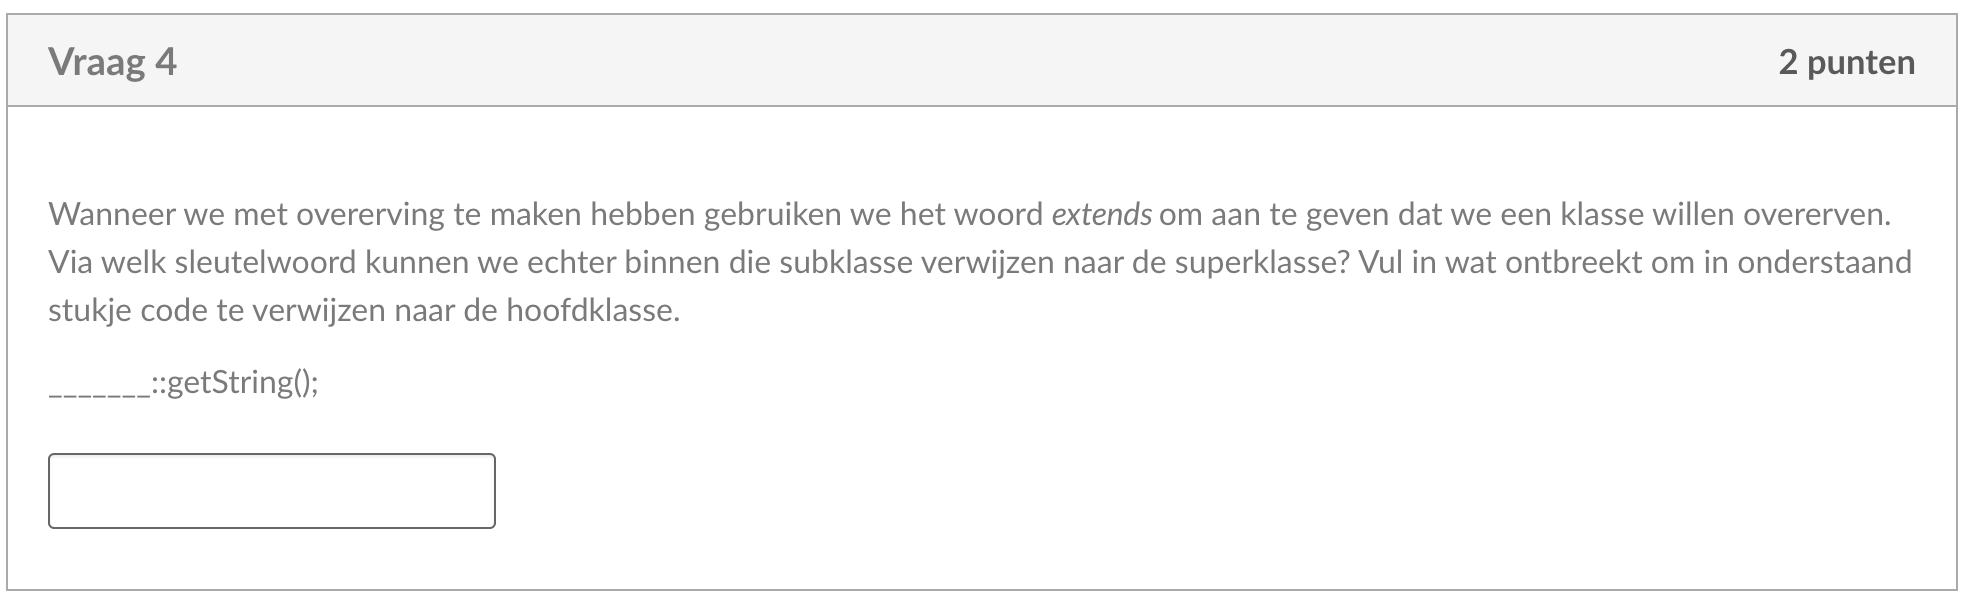 Vraag 4
2 punten
Wanneer we met overerving te maken hebben gebruiken we het woord extends om aan te geven dat we een klasse willen overerven.
Via welk sleutelwoord kunnen we echter binnen die subklasse verwijzen naar de superklasse? Vul in wat ontbreekt om in onderstaand
stukje code te verwijzen naar de hoofdklasse.
_______::getString();